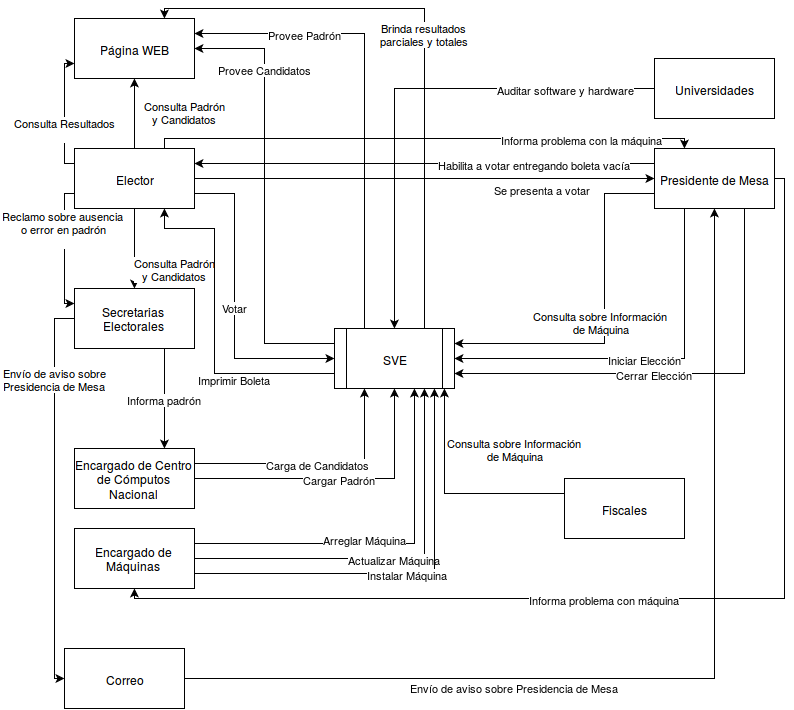 Brinda resultados
parciales y totales
Provee Padrón
Página WEB
Provee Candidatos
Auditar software y hardware
Universidades
Consulta Padrón
y Candidatos
Consulta Resultados
Informa problema con la máquina
Habilita a votar entregando boleta vacía
Elector
Presidente de Mesa
Se presenta a votar
Reclamo sobre ausencia
o error en padrón
Consulta Padrón
y Candidatos
Secretarias
Electorales
Votar
Consulta sobre Información
de Máquina
SVE
Iniciar Elección
Cerrar Elección
Imprimir Boleta
Envío de aviso sobre
Presidencia de Mesa
Informa padrón
Consulta sobre Información
de Máquina
Encargado de Centro
de Cómputos
Nacional
Carga de Candidatos
Cargar Padrón
Fiscales
Arreglar Máquina
Encargado de
Máquinas
Actualizar Máquina
Instalar Máquina
Informa problema con máquina
Correo
Envío de aviso sobre Presidencia de Mesa